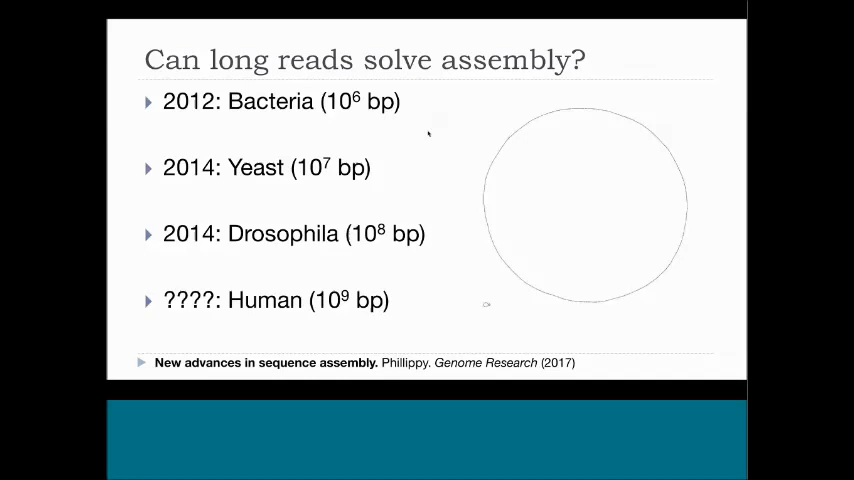 Can long reads solve assembly?
2012: Bacteria (10⁶ bp)
2014: Yeast (10⁷ bp)
2014: Drosophila (10⁸ bp)
????: Human (10⁹ bp)
New advances in sequence assembly. Phillippy. Genome Research (2017)